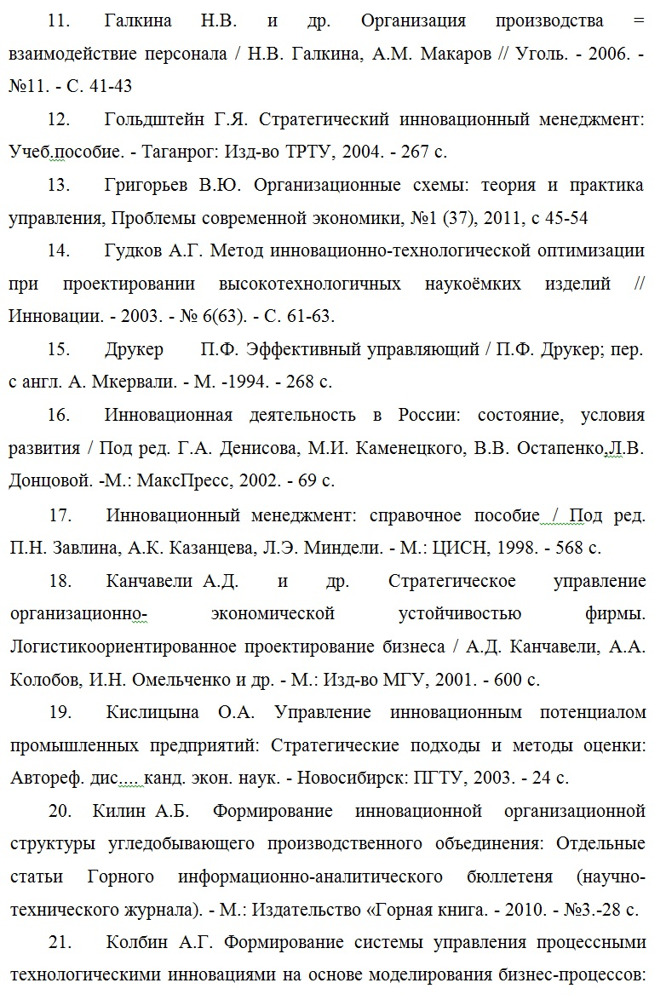 11. Галкина Н.В. и др. Организация производства =
взаимодействие персонала / Н.В. Галкина, А.М. Макаров // Уголь. - 2006. -
№11. - С. 41-43
12. Гольдштейн Г.Я. Стратегический инновационный менеджмент:
Учеб.пособие. - Таганрог: Изд-во ТРТУ, 2004. - 267 с.
13. Григорьев В.Ю. Организационные схемы: теория и практика
управления, Проблемы современной экономики, №1 (37), 2011, с 45-54
14. Гудков А.Г. Метод инновационно-технологической оптимизации
при проектировании высокотехнологичных наукоёмких изделий //
Инновации. - 2003. - № 6(63). - С. 61-63.
15. Друкер П.Ф. Эффективный управляющий / П.Ф. Друкер; пер.
с англ. А. Мкервали. - М. -1994. - 268 с.
16. Инновационная деятельность в России: состояние, условия
развития / Под ред. Г.А. Денисова, М.И. Каменецкого, В.В. Остапенко,Л.В.
Донцовой. -М.: МаксПресс, 2002. - 69 с.
17. Инновационный менеджмент: справочное пособие / Под ред.
П.Н. Завлина, А.К. Казанцева, Л.Э. Миндели. - М.: ЦИСН, 1998. - 568 с.
18. Канчавели А.Д. и др. Стратегическое управление
организационно- экономической устойчивостью фирмы.
Логистикоориентированное проектирование бизнеса / А.Д. Канчавели, А.А.
Колобов, И.Н. Омельченко и др. - М.: Изд-во МГУ, 2001. - 600 с.
19. Кислицына О.А. Управление инновационным потенциалом
промышленных предприятий: Стратегические подходы и методы оценки:
Автореф. дис.... канд. экон. наук. - Новосибирск: ПГТУ, 2003. - 24 с.
20. Килин А.Б. Формирование инновационной организационной
структуры угледобывающего производственного объединения: Отдельные
статьи Горного информационно-аналитического бюллетеня (научно-
технического журнала). - М.: Издательство «Горная книга. - 2010. - №3.-28 с.
21. Колбин А.Г. Формирование системы управления процессными
технологическими инновациями на основе моделирования бизнес-процессов: